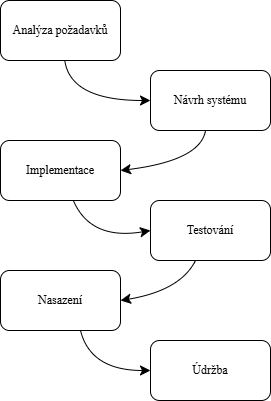 Analýza požadavků
Návrh systému
Implementace
Testování
Nasazení
Údržba